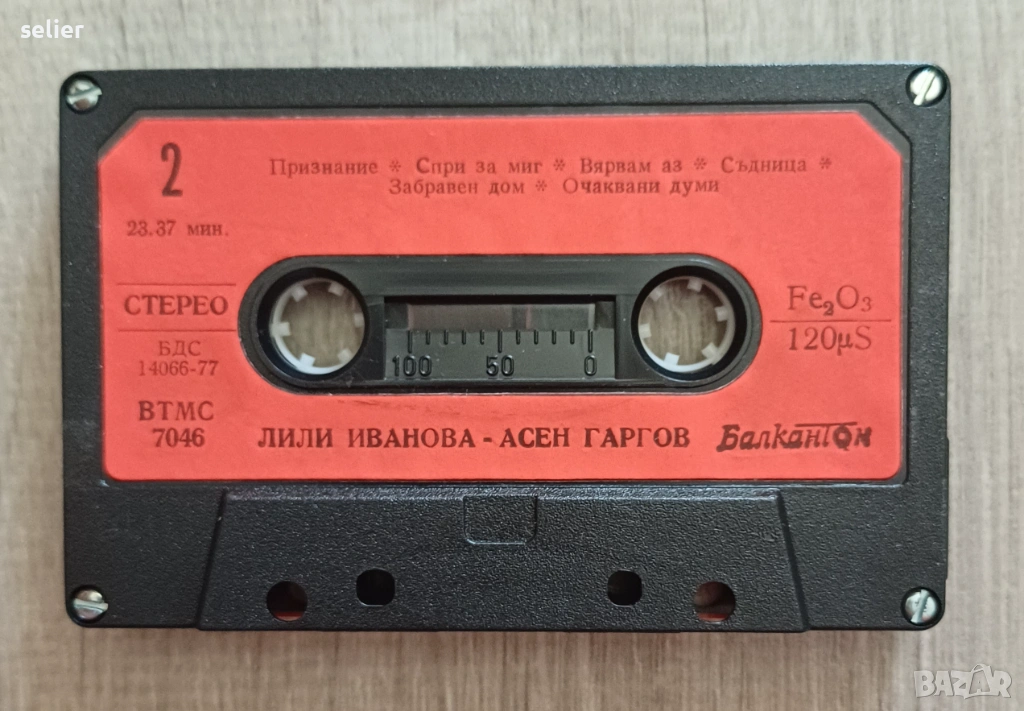 selier
2
Признание * Спри за миг * Вярвам аз * Съдница *
Забравен дом * Очаквани думи
23.37 мин.
СТЕРЕО
БДС
14066-77
ВТМС
7046
Fe₂O₃
120µS
100 50 0
ЛИЛИ ИВАНОВА - АСЕН ГАРГОВ
Балкантон
BAZAR